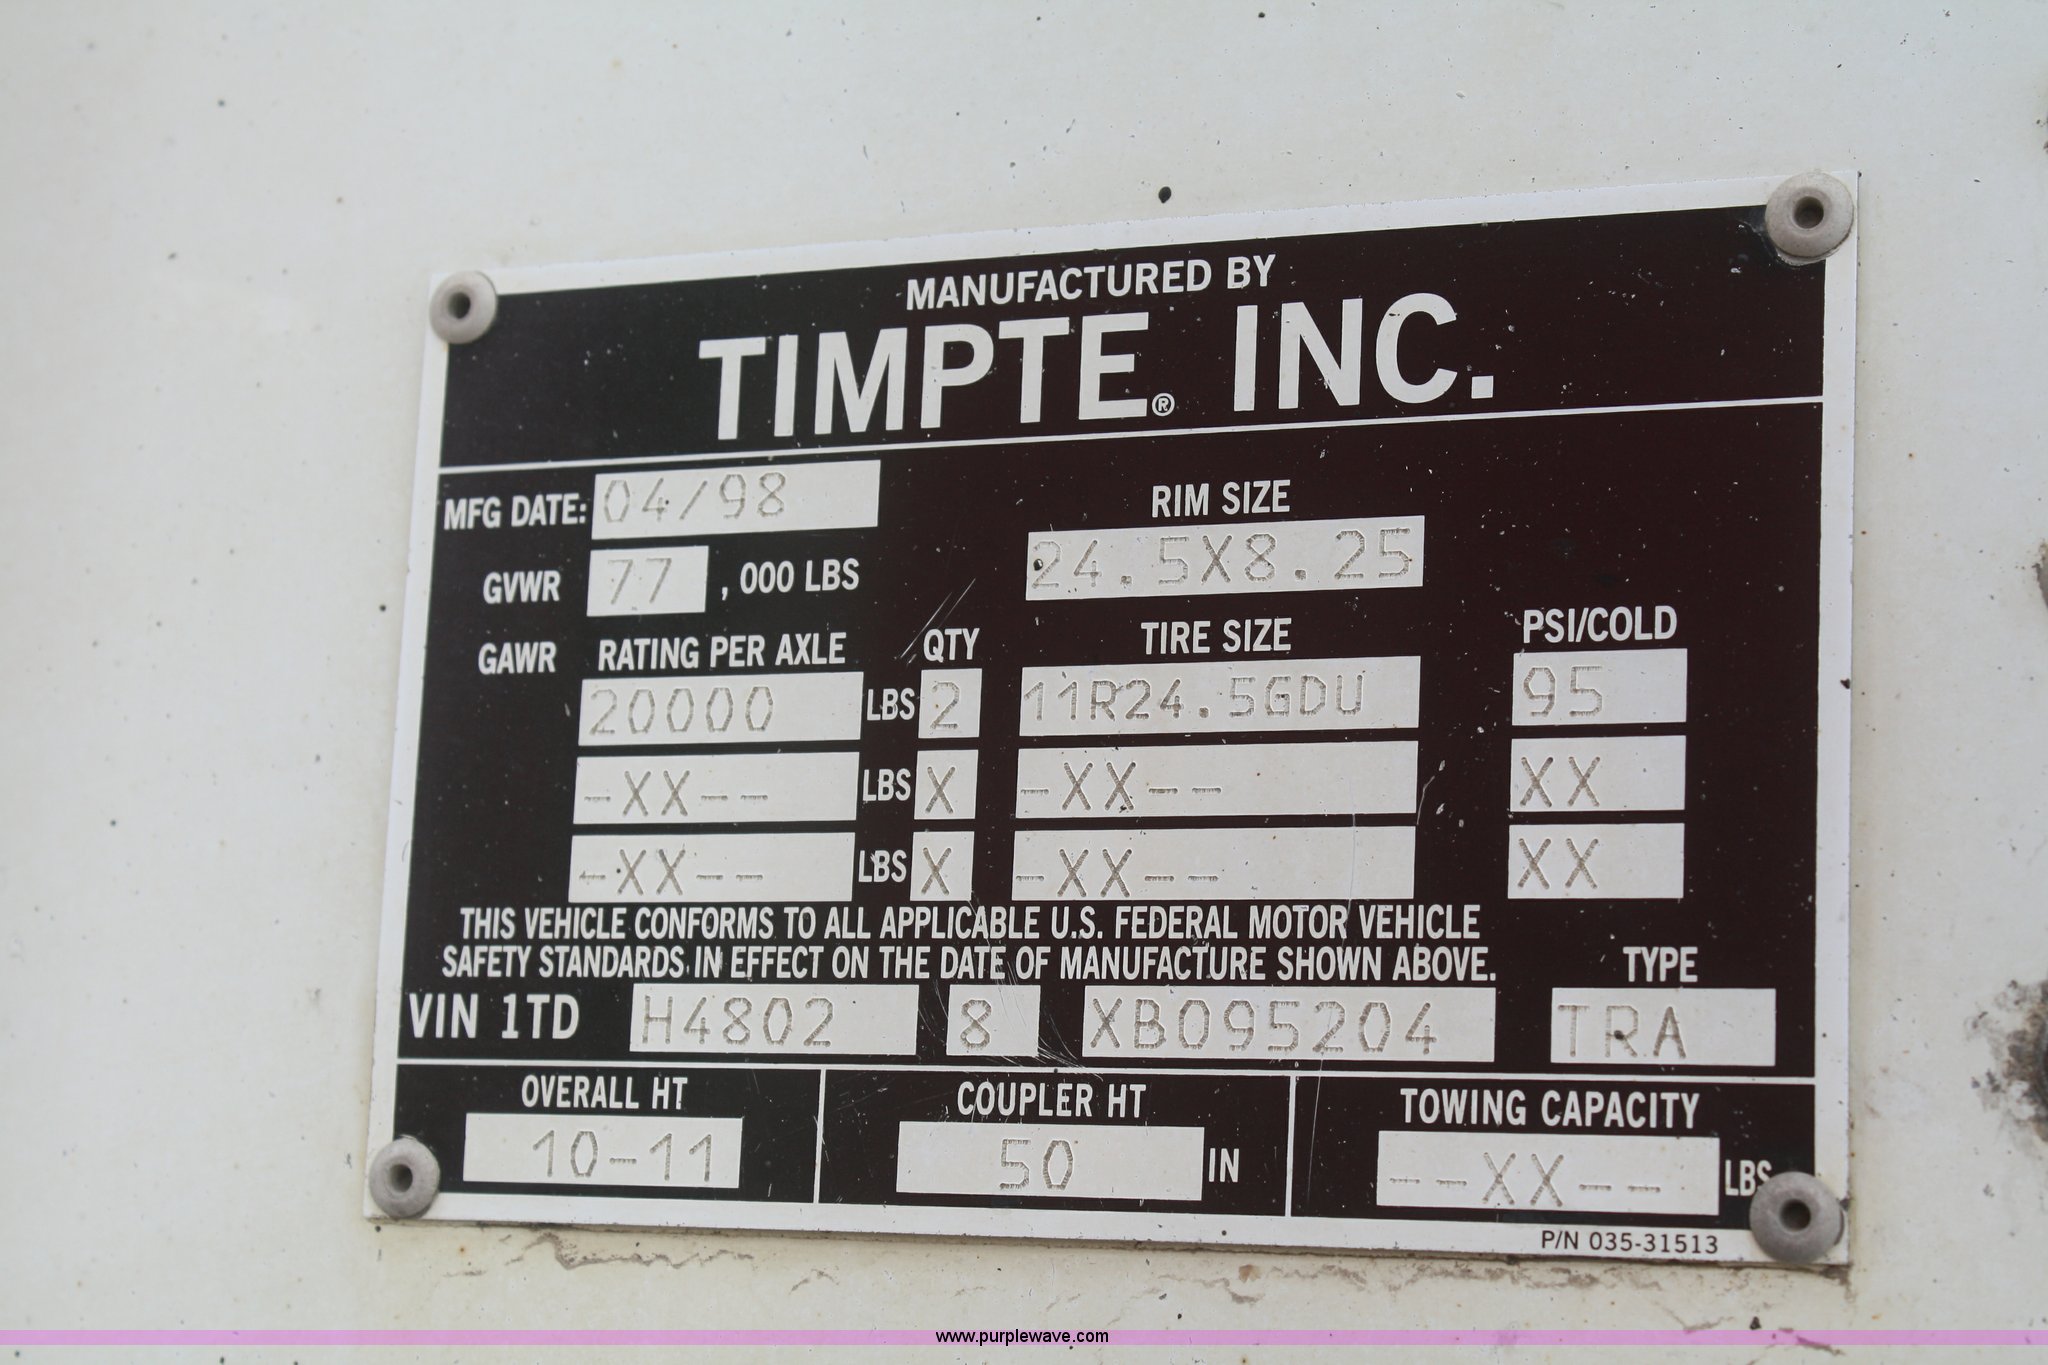 MANUFACTURED BY
TIMPTE® INC.
MFG DATE: 04/98
RIM SIZE
GVWR 77 ,000 LBS 24.5X8.25
GAWR RATING PER AXLE QTY TIRE SIZE PSI/COLD
20000 LBS 2 11R24.5GDU 95
-XX-- LBS X -XX-- XX
-XX-- LBS X -XX-- XX
THIS VEHICLE CONFORMS TO ALL APPLICABLE U.S. FEDERAL MOTOR VEHICLE
SAFETY STANDARDS IN EFFECT ON THE DATE OF MANUFACTURE SHOWN ABOVE. TYPE
VIN 1TD H4802 8 XB095204 TRA
OVERALL HT COUPLER HT TOWING CAPACITY
10-11 50 IN --XX-- LBS
P/N 035-31513
www.purplewave.com